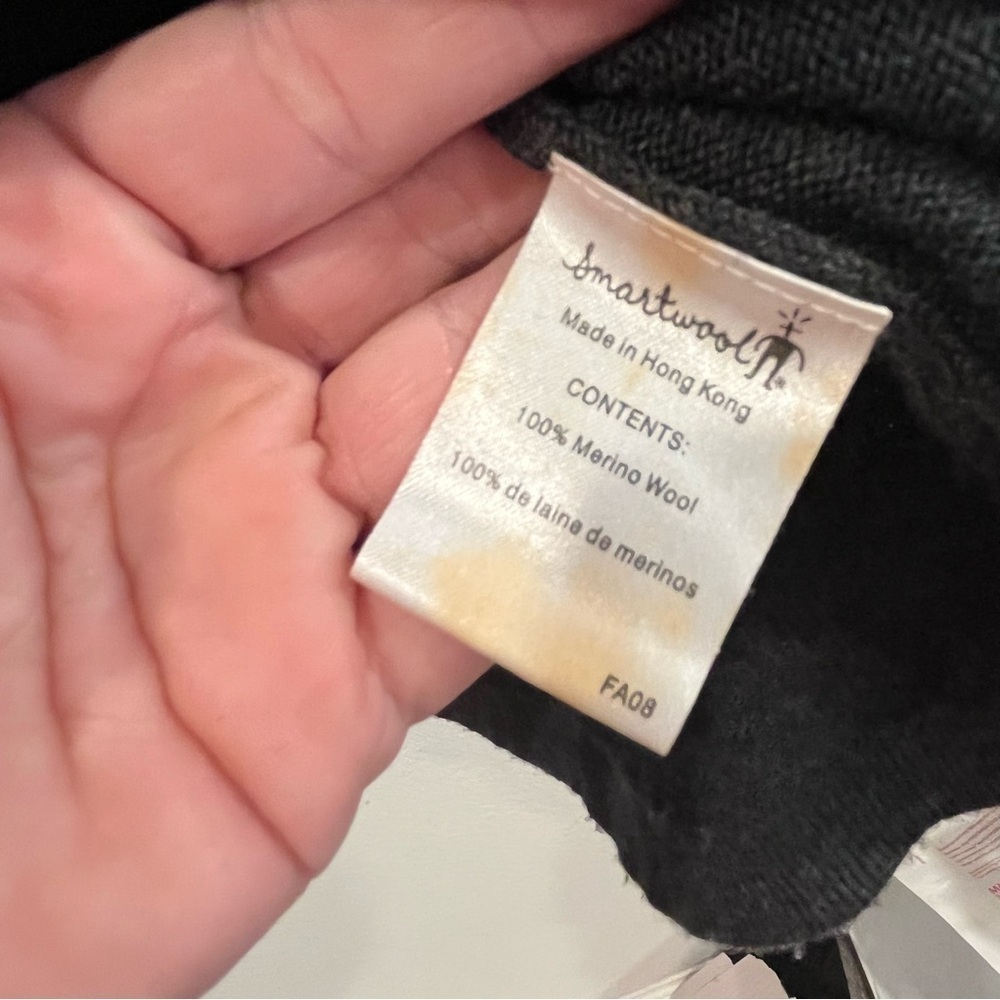 Smartwool
Made in Hong Kong
CONTENTS:
100% Merino Wool
100% de laine de merinos
FA08